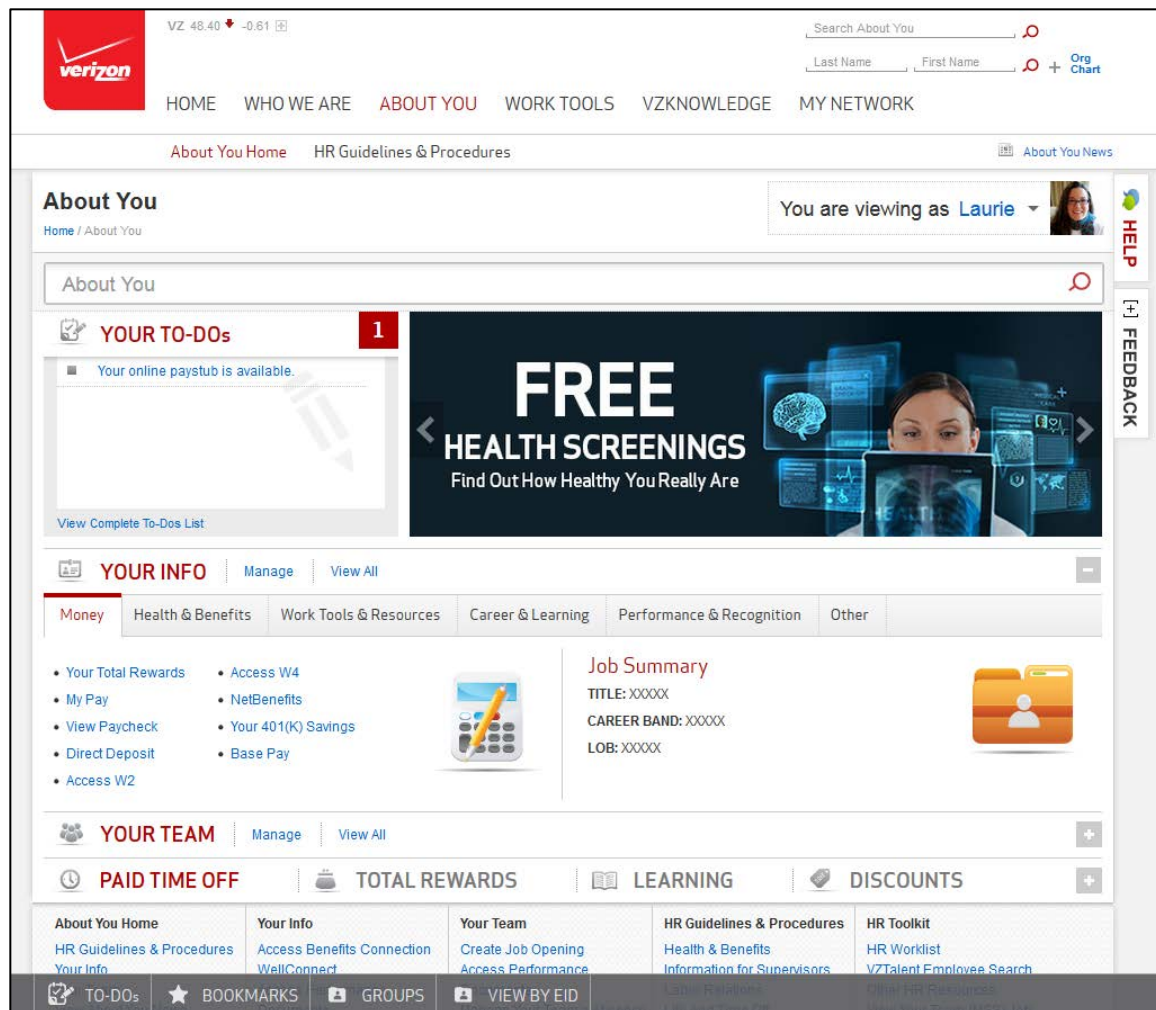 VZ 48.40 -0.61
Search About You
verizon
Last Name First Name + Org Chart
HOME WHO WE ARE ABOUT YOU WORK TOOLS VZKNOWLEDGE MY NETWORK
About You Home HR Guidelines & Procedures About You News
About You
You are viewing as Laurie
Home / About You
HELP
About You
[+] FEEDBACK
YOUR TO-DOs 1
Your online paystub is available.
View Complete To-Dos List
FREE
HEALTH SCREENINGS
Find Out How Healthy You Really Are
HEALTH
YOUR INFO Manage View All
Money Health & Benefits Work Tools & Resources Career & Learning Performance & Recognition Other
• Your Total Rewards
• My Pay
• View Paycheck
• Direct Deposit
• Access W2
• Access W4
• NetBenefits
• Your 401(K) Savings
• Base Pay
Job Summary
TITLE: XXXXX
CAREER BAND: XXXXX
LOB: XXXXX
YOUR TEAM Manage View All
PAID TIME OFF TOTAL REWARDS LEARNING DISCOUNTS
About You Home Your Info Your Team HR Guidelines & Procedures HR Toolkit
HR Guidelines & Procedures Access Benefits Connection Create Job Opening Health & Benefits HR Worklist
Your Info WellConnect Access Performance Information for Supervisors VZTalent Employee Search
Labor Relations Other HR Resources
TO-DOs BOOKMARKS GROUPS VIEW BY EID